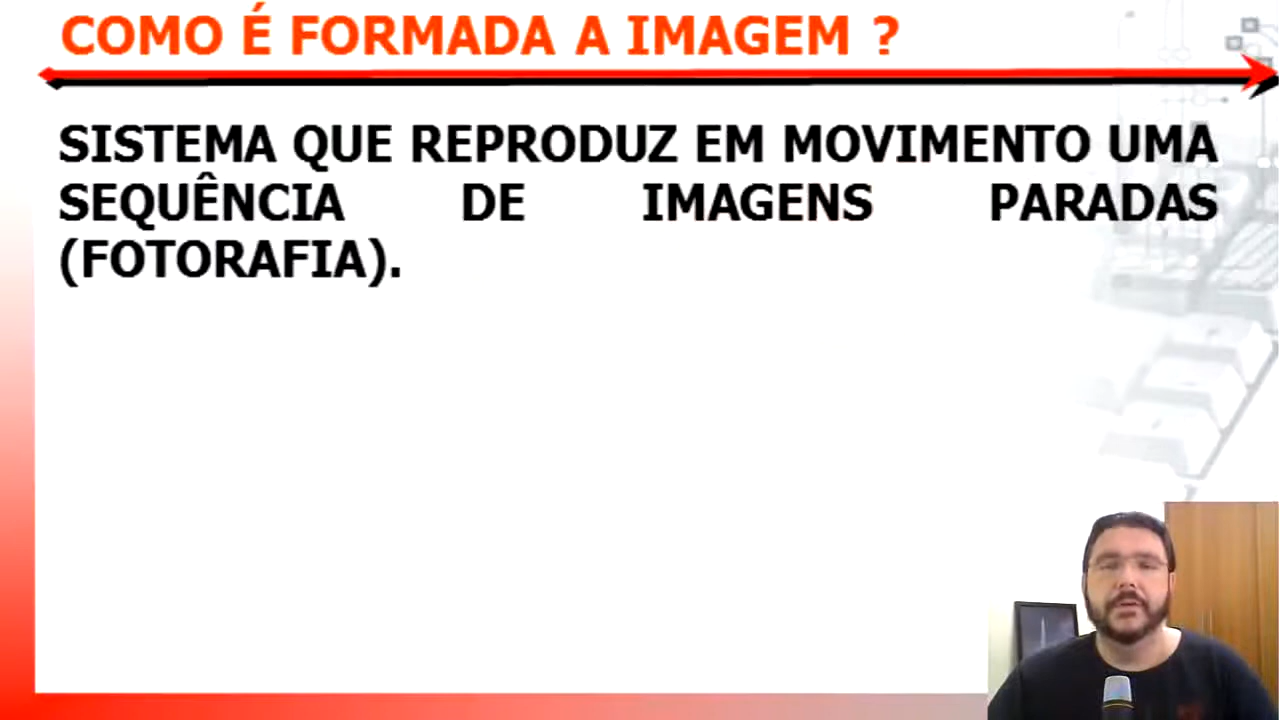 COMO É FORMADA A IMAGEM ?
SISTEMA QUE REPRODUZ EM MOVIMENTO UMA
SEQUÊNCIA DE IMAGENS PARADAS
(FOTORAFIA).